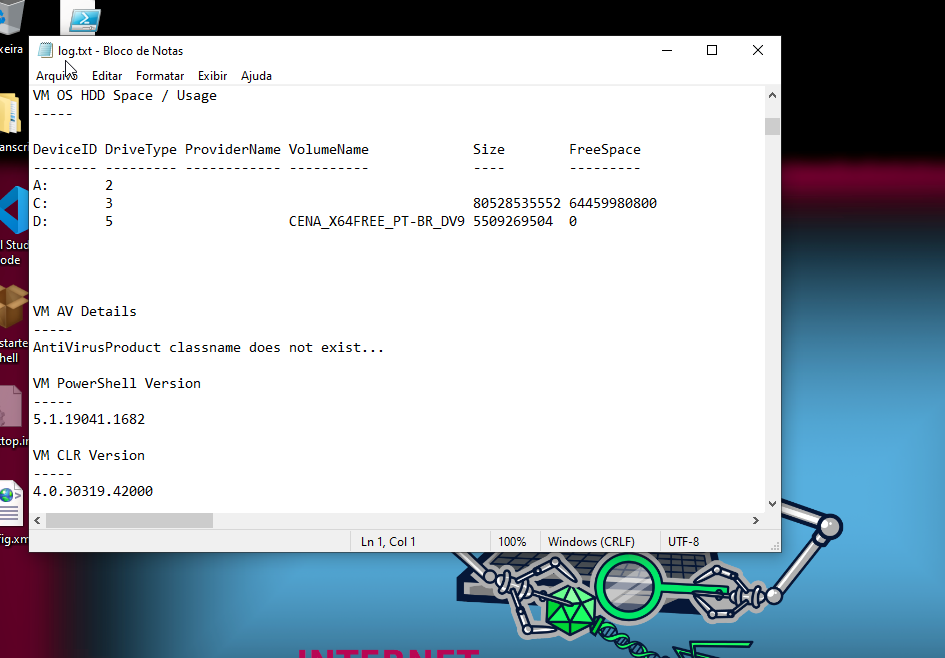 xeira
log.txt - Bloco de Notas
Arquivo Editar Formatar Exibir Ajuda
VM OS HDD Space / Usage
-----
DeviceID DriveType ProviderName VolumeName Size FreeSpace
-------- --------- ------------ ---------- ---- ---------
A: 2
C: 3 80528535552 64459980800
D: 5 CENA_X64FREE_PT-BR_DV9 5509269504 0
VM AV Details
-----
AntiVirusProduct classname does not exist...
VM PowerShell Version
-----
5.1.19041.1682
VM CLR Version
-----
4.0.30319.42000
Ln 1, Col 1 100% Windows (CRLF) UTF-8
anscri
l Stud
ode
starte
hell
top.in
fig.xm
INTERNET